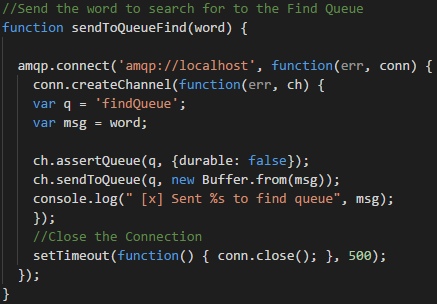 //Send the word to search for to the Find Queue
function sendToQueueFind(word) {
amqp.connect('amqp://localhost', function(err, conn) {
conn.createChannel(function(err, ch) {
var q = 'findQueue';
var msg = word;
ch.assertQueue(q, {durable: false});
ch.sendToQueue(q, new Buffer.from(msg));
console.log(" [x] Sent %s to find queue", msg);
});
//Close the Connection
setTimeout(function() { conn.close(); }, 500);
});
}